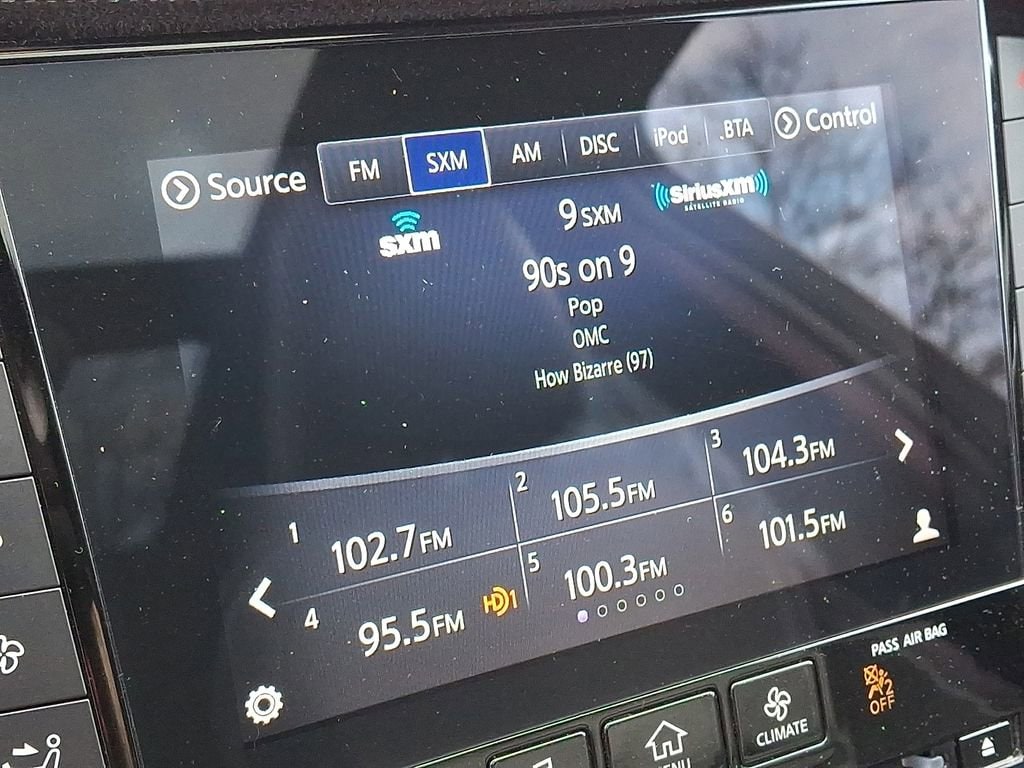 Source
FM SXM AM DISC iPod .BTA
Control
sxm
9 SXM
SiriusXM
SATELLITE RADIO
90s on 9
Pop
OMC
How Bizarre (97)
1 102.7FM
2 105.5FM
3 104.3FM
4 95.5FM HD1
5 100.3FM
6 101.5FM
PASS AIR BAG
2
OFF
CLIMATE
MENU